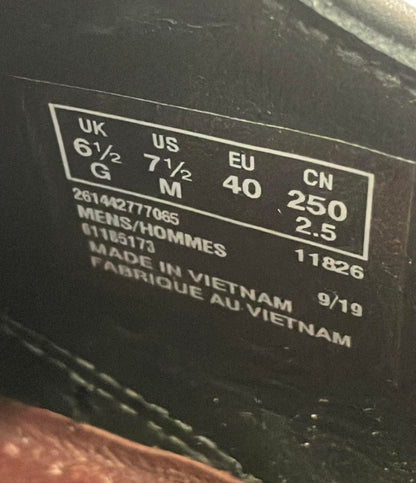 UK US EU CN
6½ 7½ 40 250
G M 2.5
261442777065
MENS/HOMMES 11826
61185173
MADE IN VIETNAM 9/19
FABRIQUE AU VIETNAM